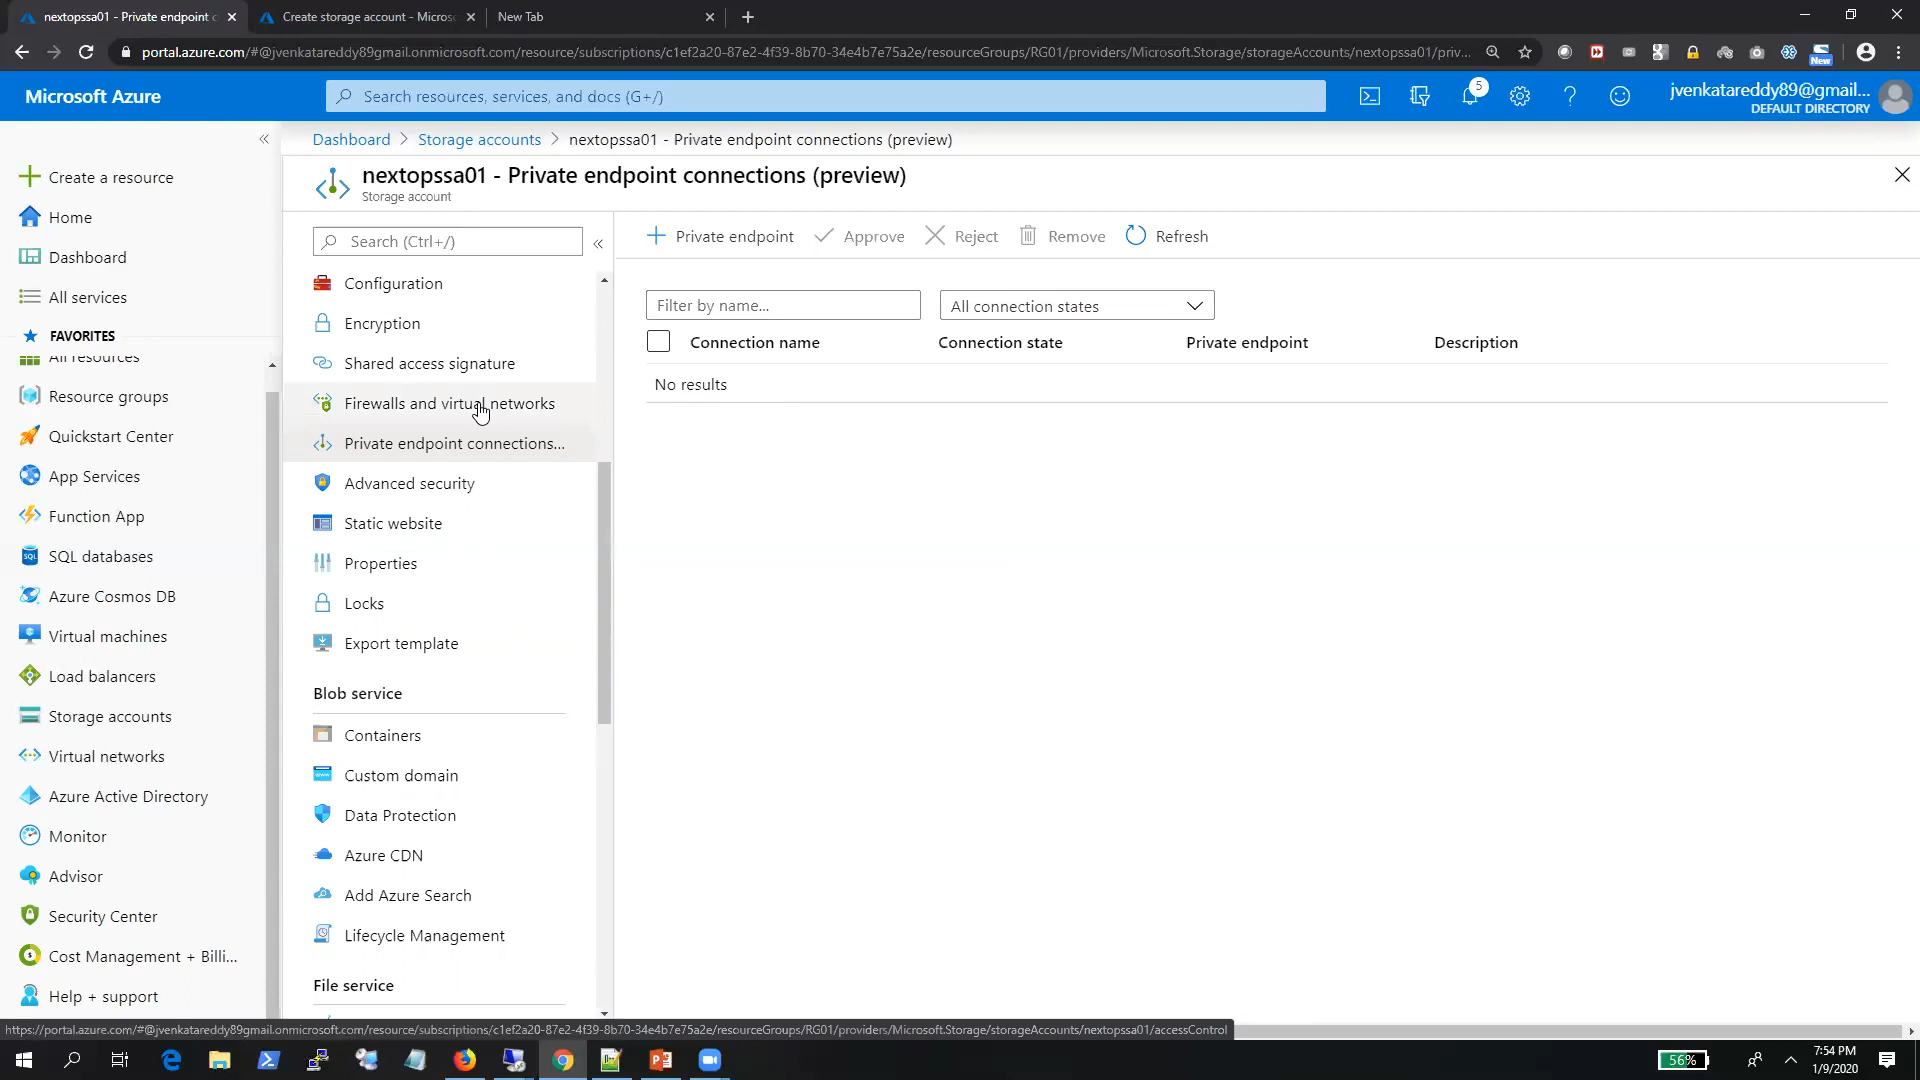 nextopssa01 - Private endpoint c
Create storage account - Micros
New Tab
portal.azure.com/#@jvenkatareddy89gmail.onmicrosoft.com/resource/subscriptions/c1ef2a20-87e2-4f39-8b70-34e4b7e75a2e/resourceGroups/RG01/providers/Microsoft.Storage/storageAccounts/nextopssa01/priv...
New
Microsoft Azure
Search resources, services, and docs (G+/)
5
jvenkatareddy89@gmail....
DEFAULT DIRECTORY
Dashboard
Storage accounts
nextopssa01 - Private endpoint connections (preview)
nextopssa01 - Private endpoint connections (preview)
Storage account
Create a resource
Home
Dashboard
All services
FAVORITES
All resources
Resource groups
Quickstart Center
App Services
Function App
SQL databases
Azure Cosmos DB
Virtual machines
Load balancers
Storage accounts
Virtual networks
Azure Active Directory
Monitor
Advisor
Security Center
Cost Management + Billi...
Help + support
Search (Ctrl+/)
Configuration
Encryption
Shared access signature
Firewalls and virtual networks
Private endpoint connections...
Advanced security
Static website
Properties
Locks
Export template
Blob service
Containers
Custom domain
Data Protection
Azure CDN
Add Azure Search
Lifecycle Management
File service
Private endpoint
Approve
Reject
Remove
Refresh
Filter by name...
All connection states
Connection name
Connection state
Private endpoint
Description
No results
https://portal.azure.com/#@jvenkatareddy89gmail.onmicrosoft.com/resource/subscriptions/c1ef2a20-87e2-4f39-8b70-34e4b7e75a2e/resourceGroups/RG01/providers/Microsoft.Storage/storageAccounts/nextopssa01/accessControl
56%
7:54 PM
1/9/2020